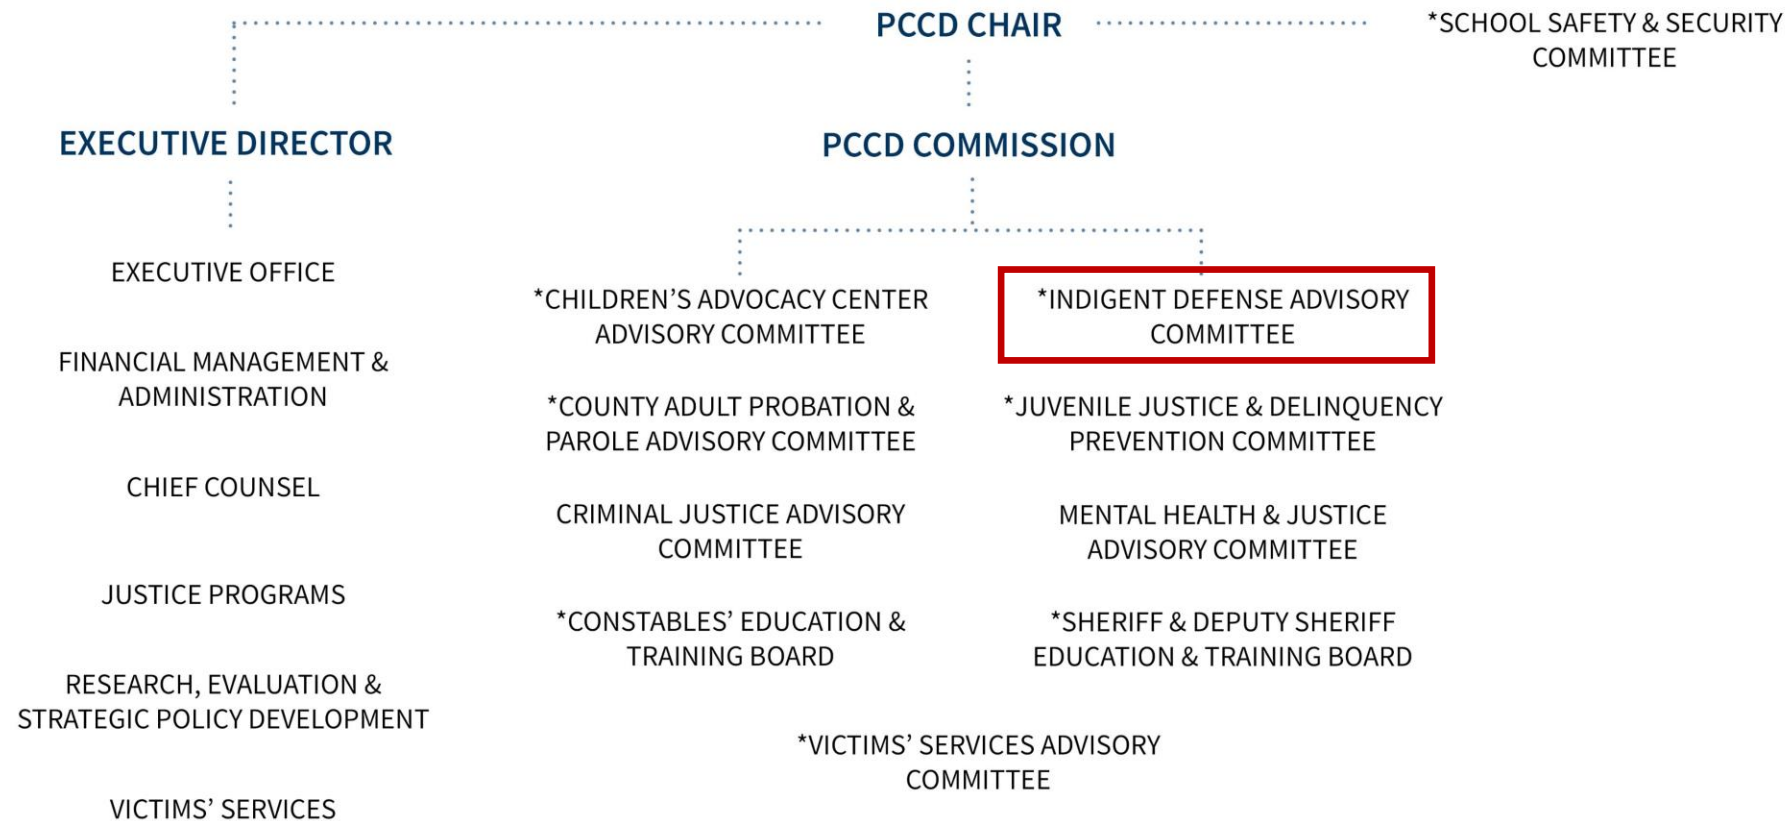 PCCD CHAIR
*SCHOOL SAFETY & SECURITY
COMMITTEE
EXECUTIVE DIRECTOR
PCCD COMMISSION
EXECUTIVE OFFICE
FINANCIAL MANAGEMENT &
ADMINISTRATION
CHIEF COUNSEL
JUSTICE PROGRAMS
RESEARCH, EVALUATION &
STRATEGIC POLICY DEVELOPMENT
VICTIMS’ SERVICES
*CHILDREN’S ADVOCACY CENTER
ADVISORY COMMITTEE
*COUNTY ADULT PROBATION &
PAROLE ADVISORY COMMITTEE
CRIMINAL JUSTICE ADVISORY
COMMITTEE
*CONSTABLES’ EDUCATION &
TRAINING BOARD
*INDIGENT DEFENSE ADVISORY
COMMITTEE
*JUVENILE JUSTICE & DELINQUENCY
PREVENTION COMMITTEE
MENTAL HEALTH & JUSTICE
ADVISORY COMMITTEE
*SHERIFF & DEPUTY SHERIFF
EDUCATION & TRAINING BOARD
*VICTIMS’ SERVICES ADVISORY
COMMITTEE